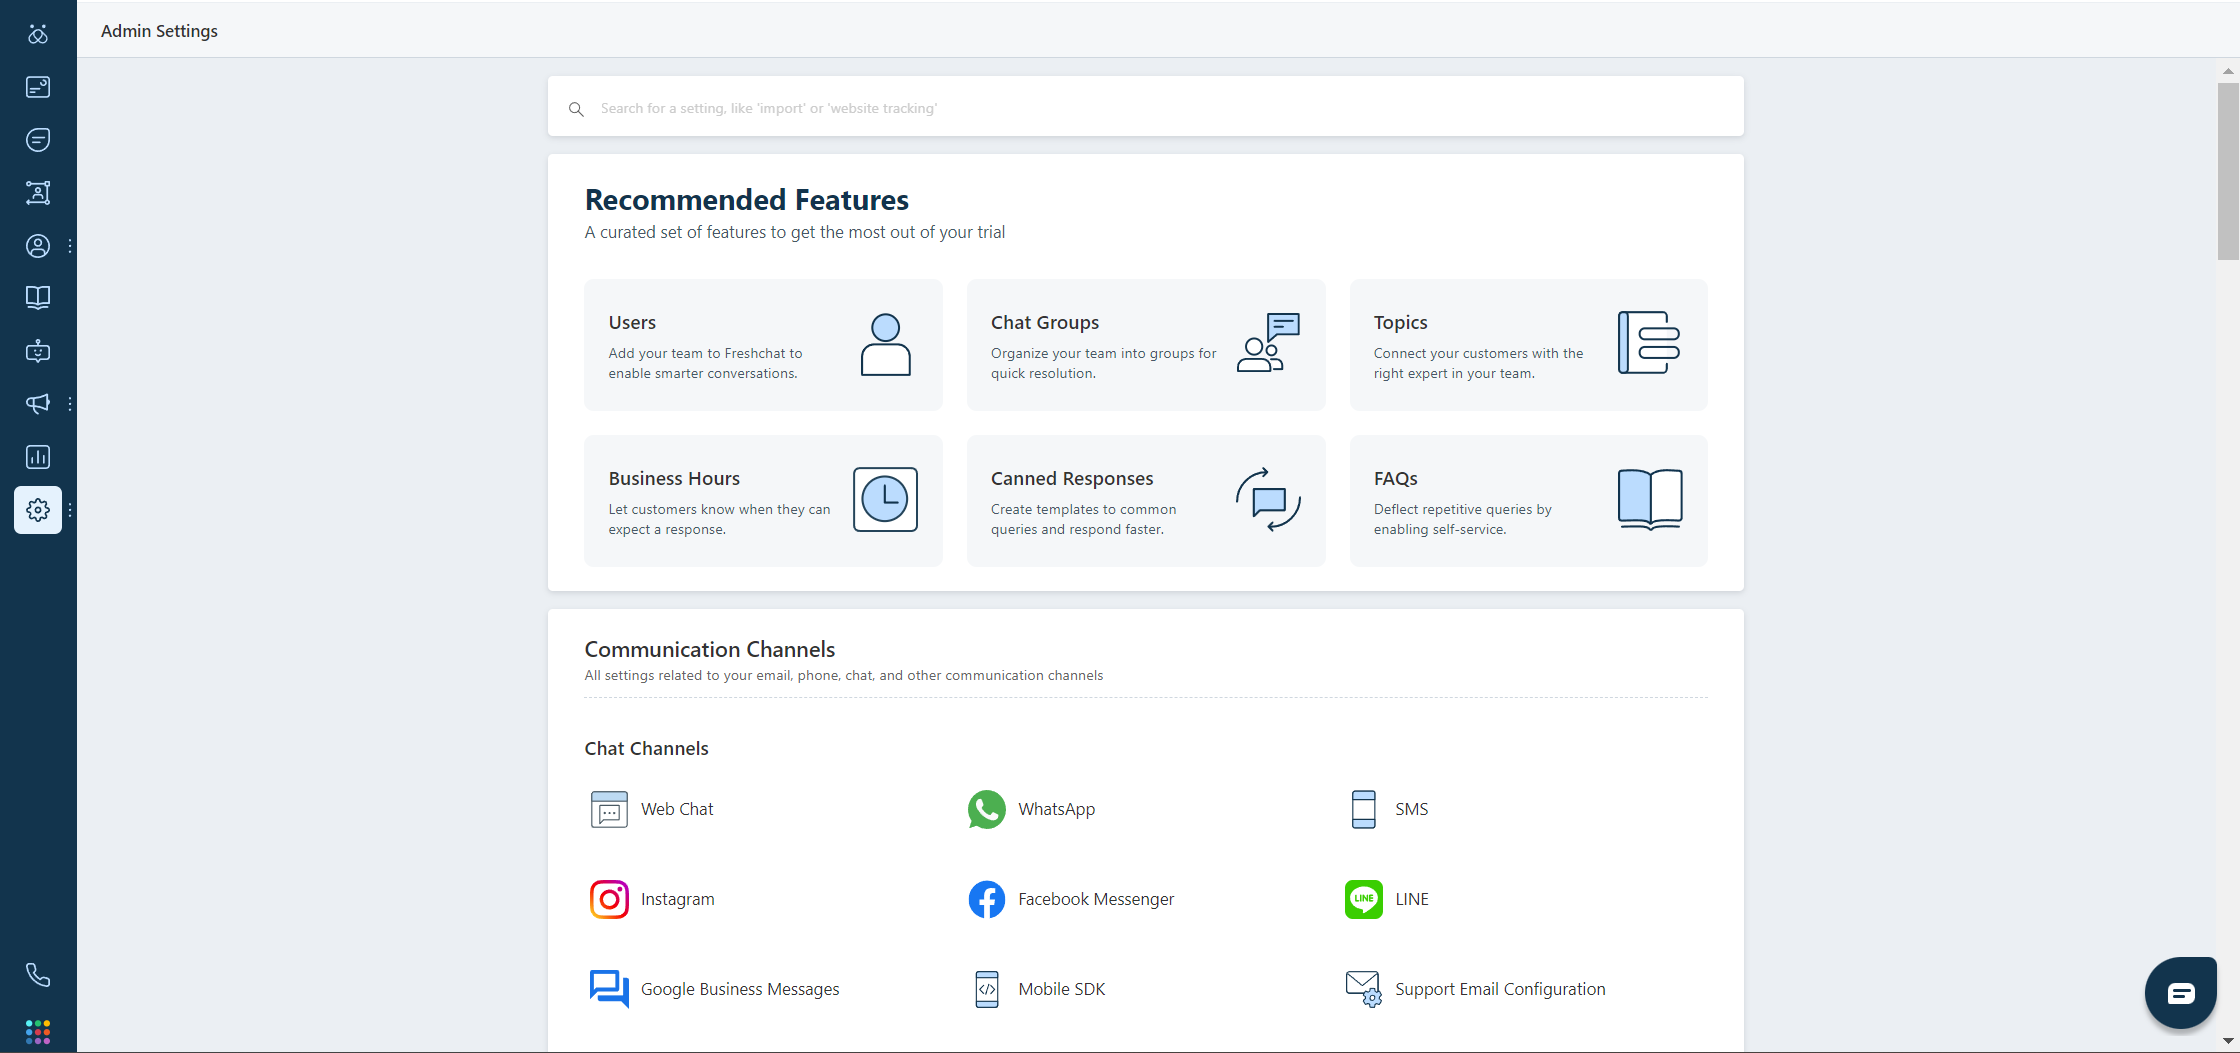 Admin Settings
Search for a setting, like 'import' or 'website tracking'
Recommended Features
A curated set of features to get the most out of your trial
Users
Add your team to Freshchat to
enable smarter conversations.
Chat Groups
Organize your team into groups for
quick resolution.
Topics
Connect your customers with the
right expert in your team.
Business Hours
Let customers know when they can
expect a response.
Canned Responses
Create templates to common
queries and respond faster.
FAQs
Deflect repetitive queries by
enabling self-service.
Communication Channels
All settings related to your email, phone, chat, and other communication channels
Chat Channels
Web Chat
WhatsApp
SMS
Instagram
Facebook Messenger
LINE
LINE
Google Business Messages
Mobile SDK
Support Email Configuration